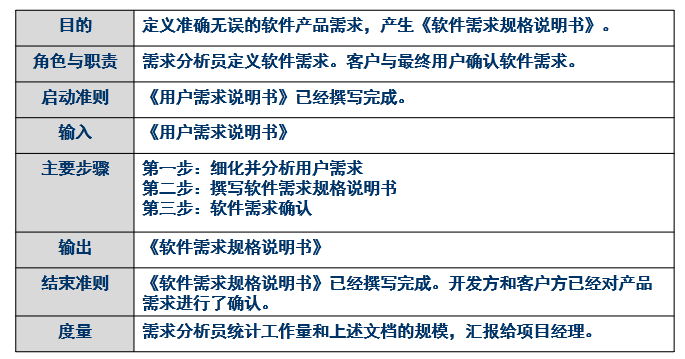 目的
定义准确无误的软件产品需求，产生《软件需求规格说明书》。
角色与职责
需求分析员定义软件需求。客户与最终用户确认软件需求。
启动准则
《用户需求说明书》已经撰写完成。
输入
《用户需求说明书》
主要步骤
第一步：细化并分析用户需求
第二步：撰写软件需求规格说明书
第三步：软件需求确认
输出
《软件需求规格说明书》
结束准则
《软件需求规格说明书》已经撰写完成。开发方和客户方已经对产品
需求进行了确认。
度量
需求分析员统计工作量和上述文档的规模，汇报给项目经理。